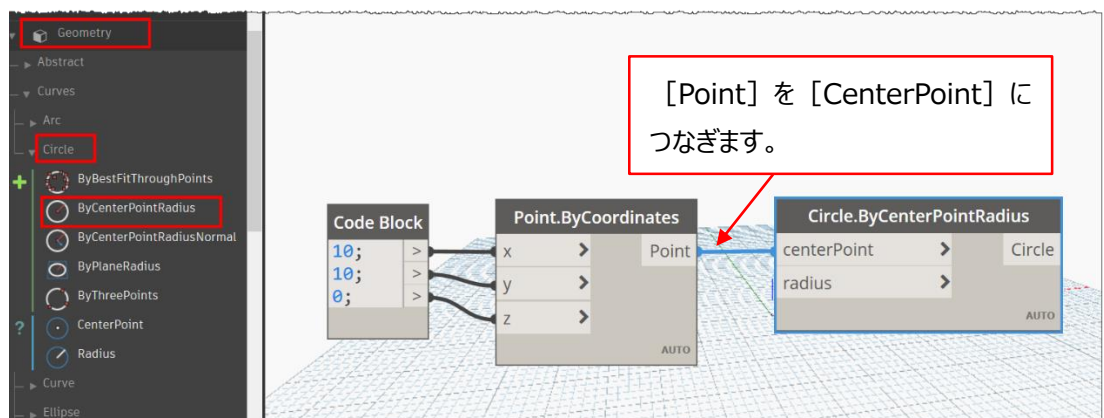 Geometry
Abstract
Curves
Arc
Circle
ByBestFitThroughPoints
ByCenterPointRadius
ByCenterPointRadiusNormal
ByPlaneRadius
ByThreePoints
CenterPoint
Radius
Curve
Ellipse
［Point］を［CenterPoint］に
つなぎます。
Code Block
10; >
10; >
0; >
Point.ByCoordinates
x > Point
y >
z >
AUTO
Circle.ByCenterPointRadius
centerPoint > Circle
radius >
AUTO